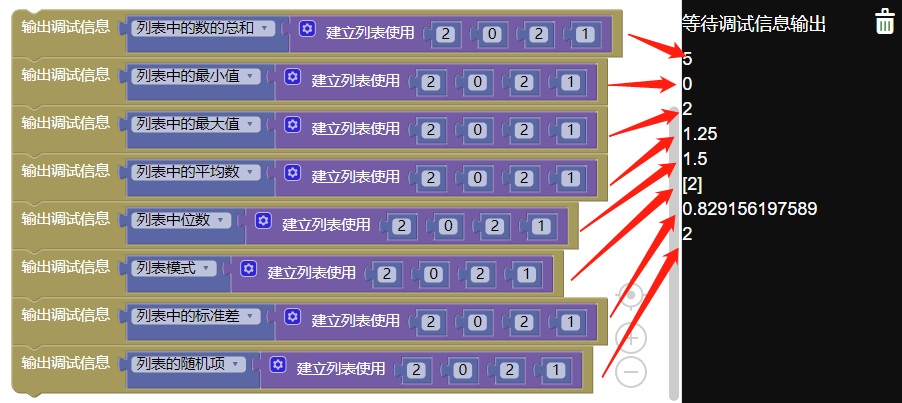 输出调试信息 列表中的数的总和 建立列表使用 2 0 2 1
输出调试信息 列表中的最小值 建立列表使用 2 0 2 1
输出调试信息 列表中的最大值 建立列表使用 2 0 2 1
输出调试信息 列表中的平均数 建立列表使用 2 0 2 1
输出调试信息 列表中位数 建立列表使用 2 0 2 1
输出调试信息 列表模式 建立列表使用 2 0 2 1
输出调试信息 列表中的标准差 建立列表使用 2 0 2 1
输出调试信息 列表的随机项 建立列表使用 2 0 2 1
等待调试信息输出
5
0
2
1.25
1.5
[2]
0.829156197589
2